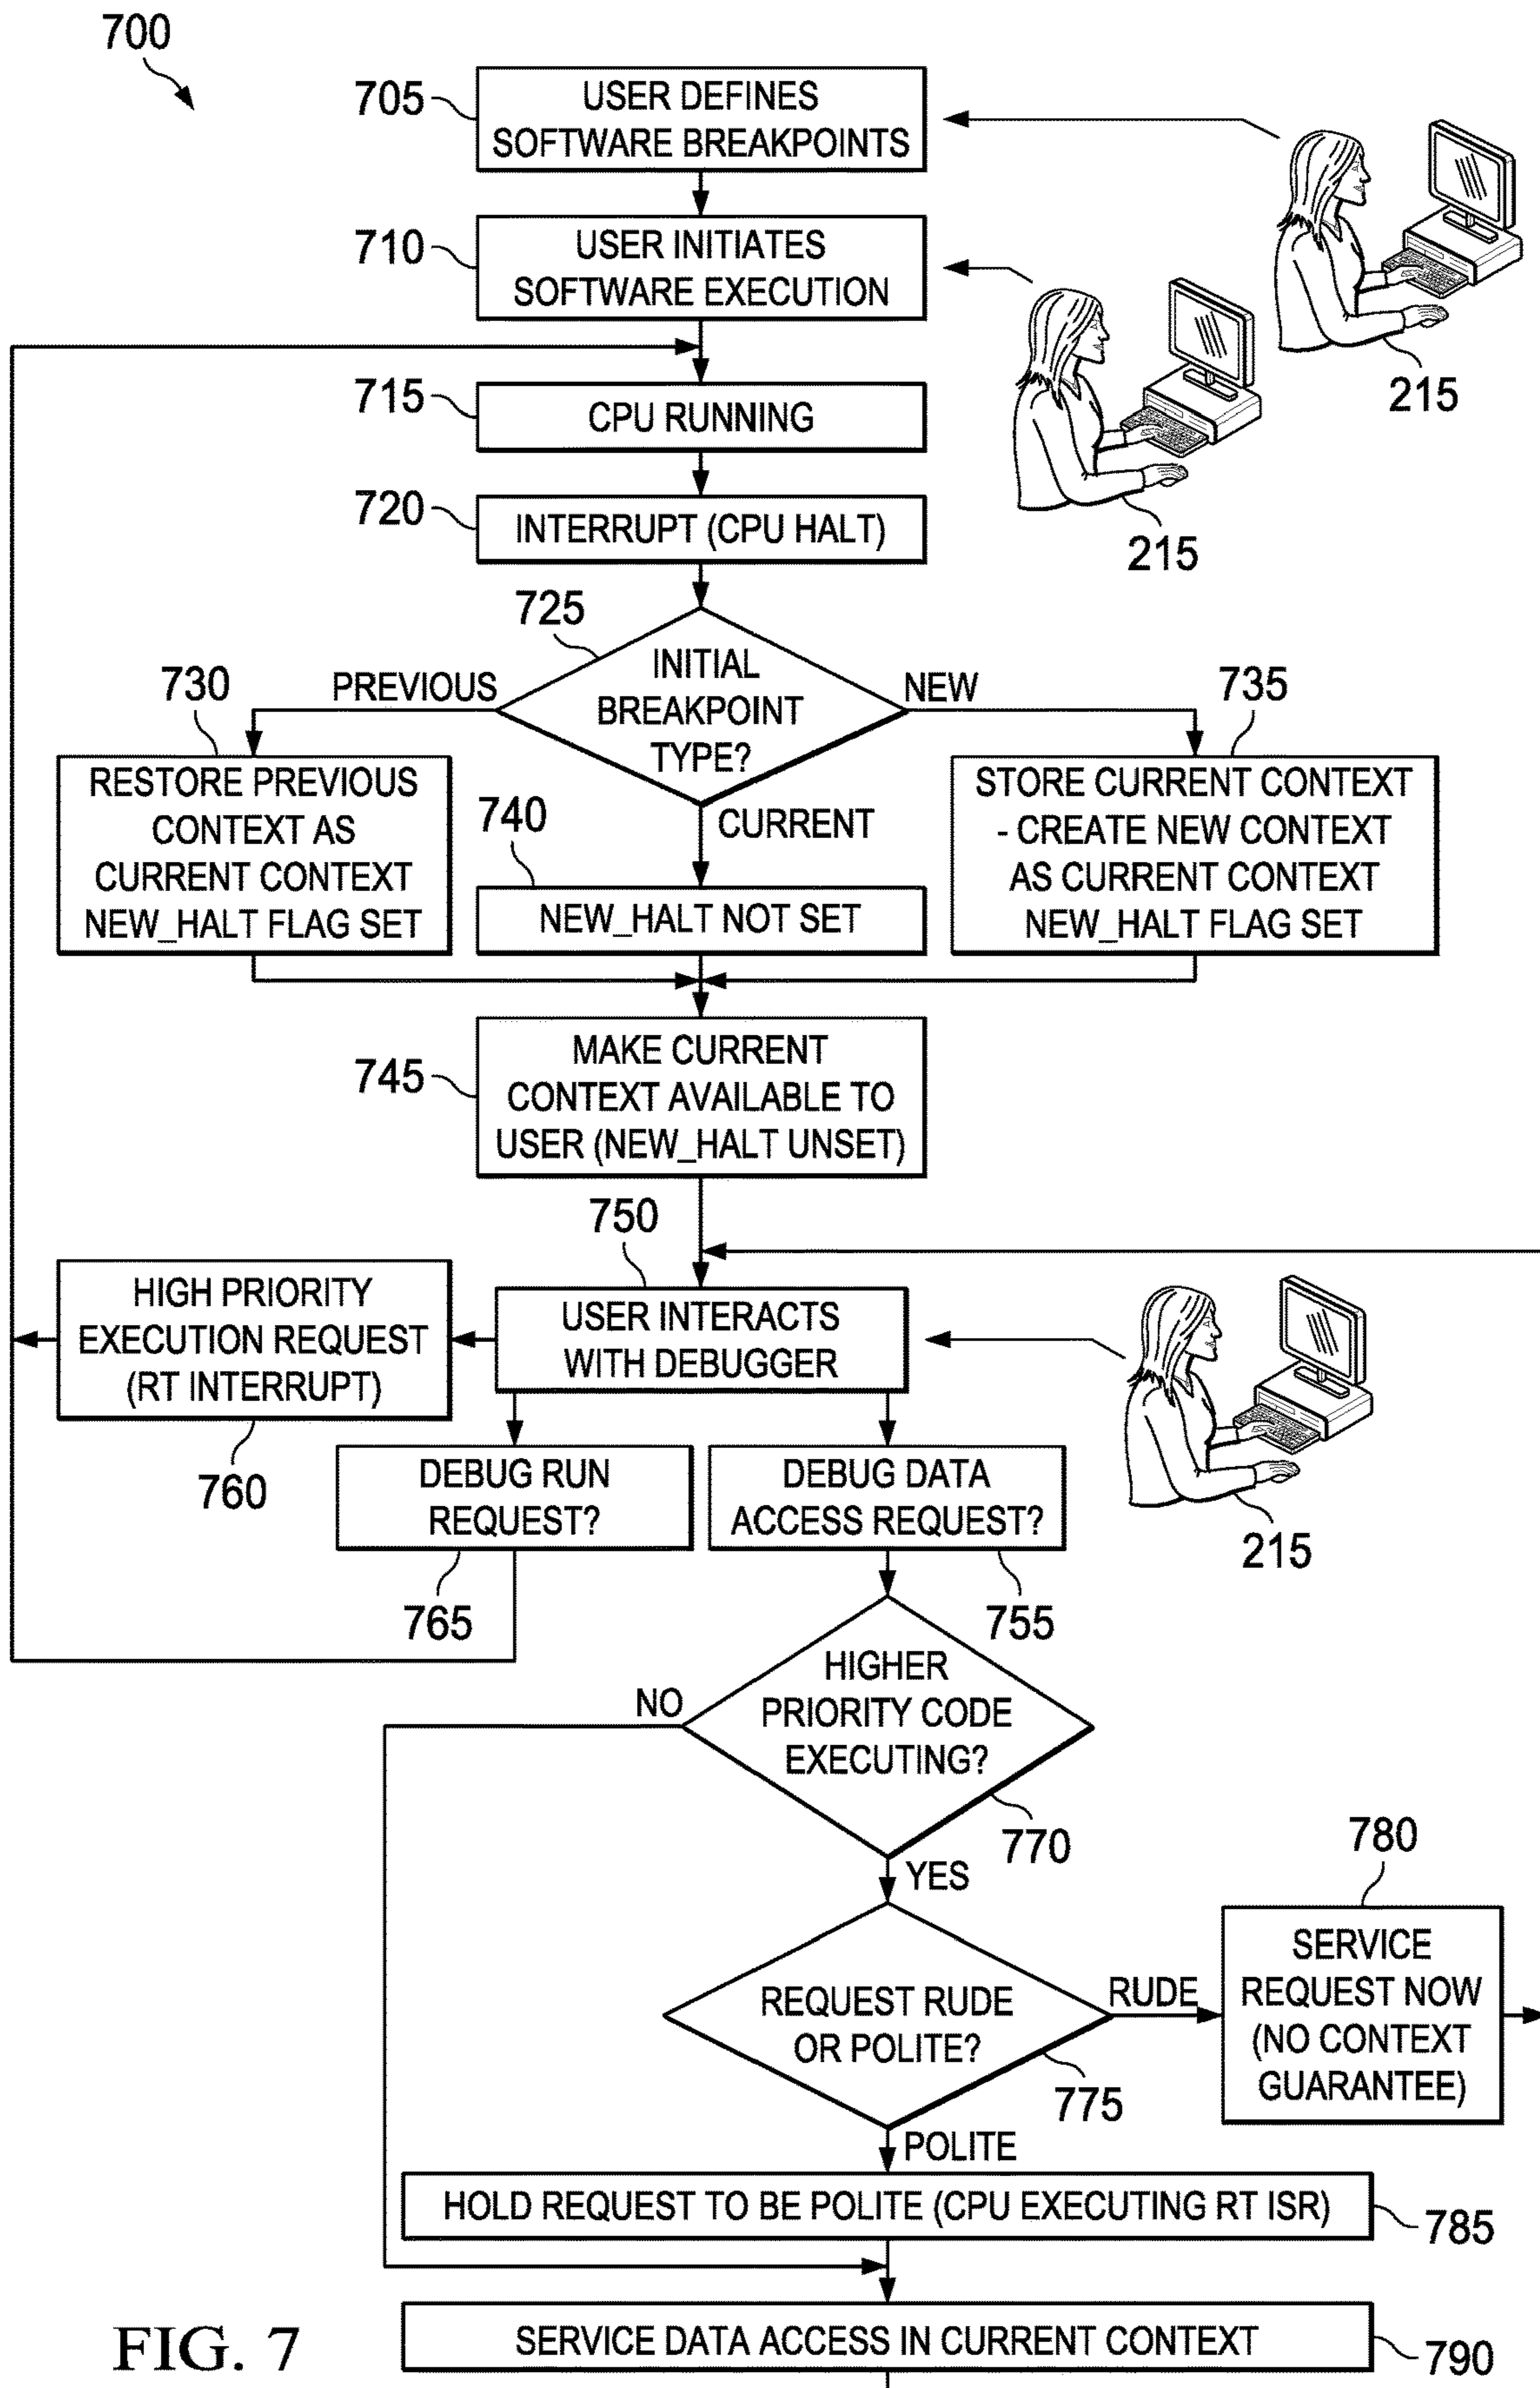 700
705
USER DEFINES
SOFTWARE BREAKPOINTS
710
USER INITIATES
SOFTWARE EXECUTION
215
715
CPU RUNNING
720
INTERRUPT (CPU HALT)
215
725
INITIAL
BREAKPOINT
TYPE?
PREVIOUS
NEW
CURRENT
730
RESTORE PREVIOUS
CONTEXT AS
CURRENT CONTEXT
NEW_HALT FLAG SET
740
NEW_HALT NOT SET
735
STORE CURRENT CONTEXT
- CREATE NEW CONTEXT
AS CURRENT CONTEXT
NEW_HALT FLAG SET
745
MAKE CURRENT
CONTEXT AVAILABLE TO
USER (NEW_HALT UNSET)
750
USER INTERACTS
WITH DEBUGGER
HIGH PRIORITY
EXECUTION REQUEST
(RT INTERRUPT)
760
215
DEBUG RUN
REQUEST?
765
DEBUG DATA
ACCESS REQUEST?
755
HIGHER
PRIORITY CODE
EXECUTING?
NO
770
YES
REQUEST RUDE
OR POLITE?
775
RUDE
780
SERVICE
REQUEST NOW
(NO CONTEXT
GUARANTEE)
POLITE
HOLD REQUEST TO BE POLITE (CPU EXECUTING RT ISR)
785
SERVICE DATA ACCESS IN CURRENT CONTEXT
790
FIG. 7